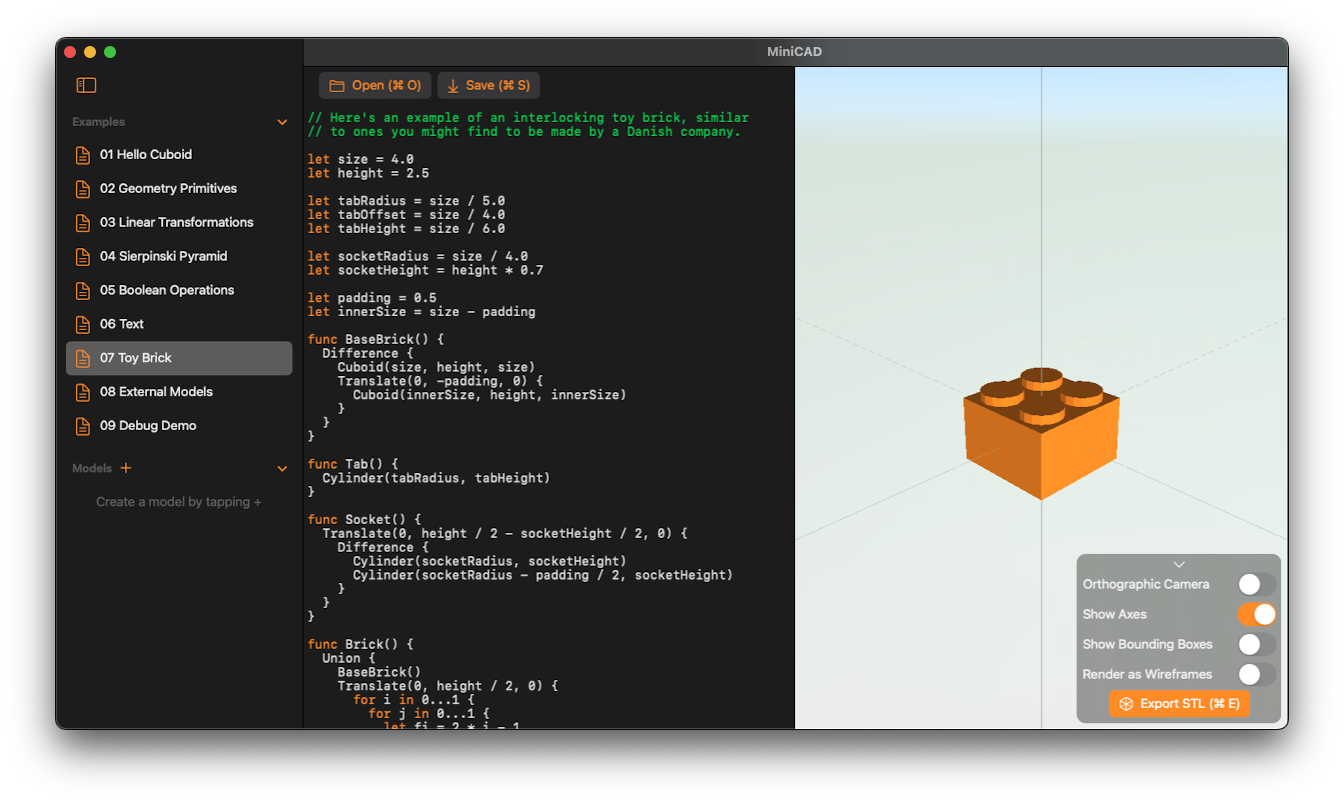 MiniCAD
Examples
01 Hello Cuboid
02 Geometry Primitives
03 Linear Transformations
04 Sierpinski Pyramid
05 Boolean Operations
06 Text
07 Toy Brick
08 External Models
09 Debug Demo
Models +
Create a model by tapping +
Open (⌘ O) Save (⌘ S)
// Here's an example of an interlocking toy brick, similar
// to ones you might find to be made by a Danish company.
let size = 4.0
let height = 2.5
let tabRadius = size / 5.0
let tabOffset = size / 4.0
let tabHeight = size / 6.0
let socketRadius = size / 4.0
let socketHeight = height * 0.7
let padding = 0.5
let innerSize = size - padding
func BaseBrick() {
  Difference {
    Cuboid(size, height, size)
    Translate(0, -padding, 0) {
      Cuboid(innerSize, height, innerSize)
    }
  }
}
func Tab() {
  Cylinder(tabRadius, tabHeight)
}
func Socket() {
  Translate(0, height / 2 - socketHeight / 2, 0) {
    Difference {
      Cylinder(socketRadius, socketHeight)
      Cylinder(socketRadius - padding / 2, socketHeight)
    }
  }
}
func Brick() {
  Union {
    BaseBrick()
    Translate(0, height / 2, 0) {
      for i in 0...1 {
        for j in 0...1 {
          let fi = 2 * i - 1
Orthographic Camera
Show Axes
Show Bounding Boxes
Render as Wireframes
Export STL (⌘ E)